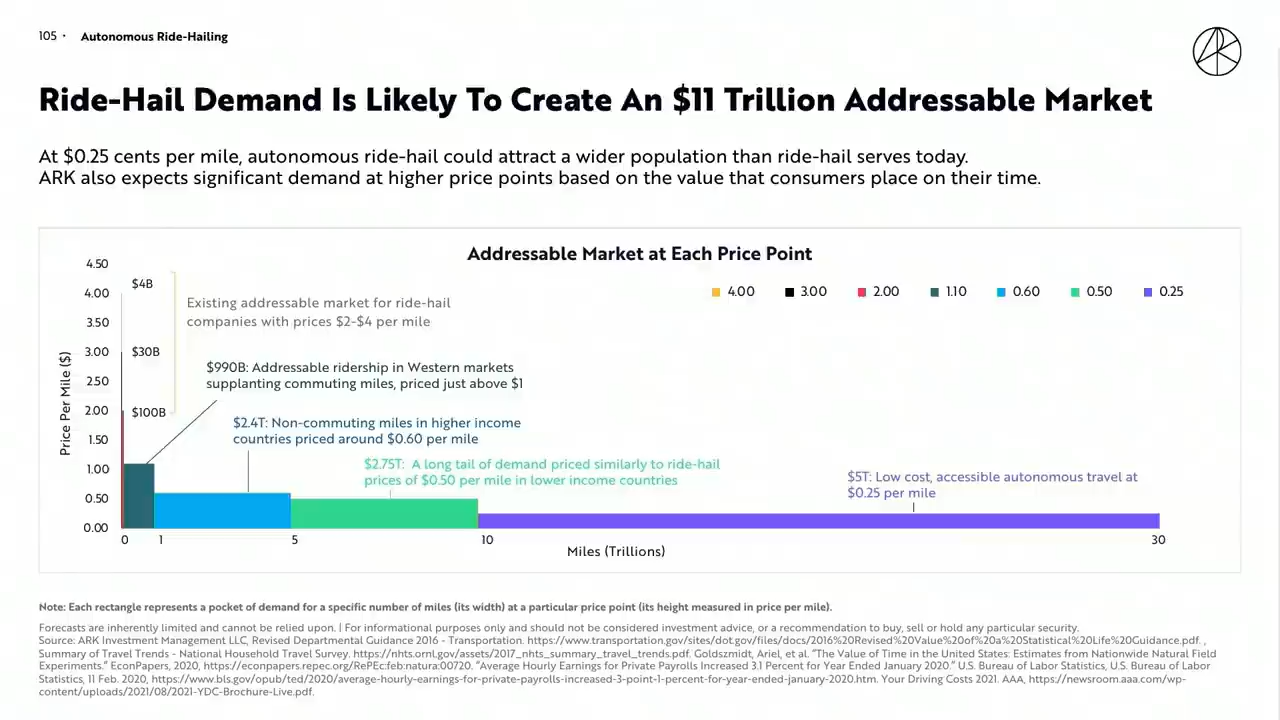 105 · Autonomous Ride-Hailing
Ride-Hail Demand Is Likely To Create An $11 Trillion Addressable Market
At $0.25 cents per mile, autonomous ride-hail could attract a wider population than ride-hail serves today.
ARK also expects significant demand at higher price points based on the value that consumers place on their time.
Addressable Market at Each Price Point
4.00 3.00 2.00 1.10 0.60 0.50 0.25
Price Per Mile ($)
4.50
4.00
3.50
3.00
2.50
2.00
1.50
1.00
0.50
0.00
$4B
$30B
$100B
Existing addressable market for ride-hail
companies with prices $2-$4 per mile
$990B: Addressable ridership in Western markets
supplanting commuting miles, priced just above $1
$2.4T: Non-commuting miles in higher income
countries priced around $0.60 per mile
$2.75T: A long tail of demand priced similarly to ride-hail
prices of $0.50 per mile in lower income countries
$5T: Low cost, accessible autonomous travel at
$0.25 per mile
0 1 5 10 30
Miles (Trillions)
Note: Each rectangle represents a pocket of demand for a specific number of miles (its width) at a particular price point (its height measured in price per mile).
Forecasts are inherently limited and cannot be relied upon. | For informational purposes only and should not be considered investment advice, or a recommendation to buy, sell or hold any particular security.
Source: ARK Investment Management LLC, Revised Departmental Guidance 2016 - Transportation. https://www.transportation.gov/sites/dot.gov/files/docs/2016%20Revised%20Value%20of%20a%20Statistical%20Life%20Guidance.pdf. ,
Summary of Travel Trends - National Household Travel Survey. https://nhts.ornl.gov/assets/2017_nhts_summary_travel_trends.pdf. Goldszmidt, Ariel, et al. “The Value of Time in the United States: Estimates from Nationwide Natural Field
Experiments.” EconPapers, 2020, https://econpapers.repec.org/RePEc:feb:natura:00720. “Average Hourly Earnings for Private Payrolls Increased 3.1 Percent for Year Ended January 2020.” U.S. Bureau of Labor Statistics, U.S. Bureau of Labor
Statistics, 11 Feb. 2020, https://www.bls.gov/opub/ted/2020/average-hourly-earnings-for-private-payrolls-increased-3-point-1-percent-for-year-ended-january-2020.htm. Your Driving Costs 2021. AAA, https://newsroom.aaa.com/wp-
content/uploads/2021/08/2021-YDC-Brochure-Live.pdf.